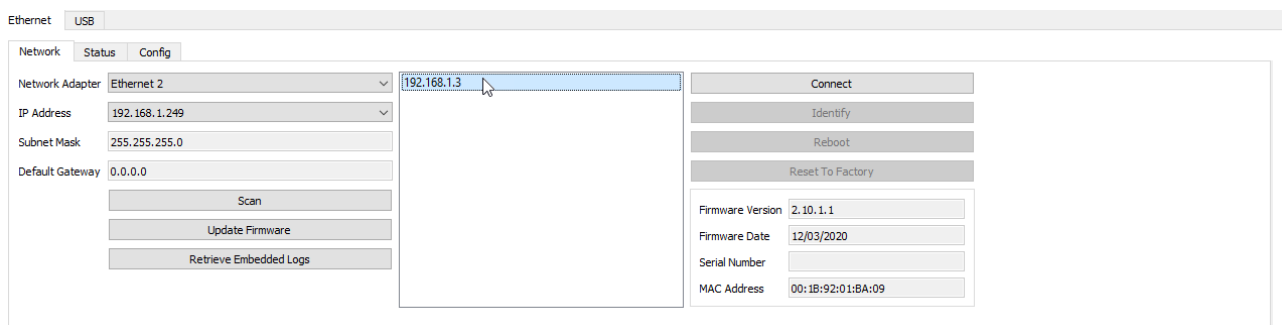 Ethernet USB
Network Status Config
Network Adapter Ethernet 2
IP Address 192.168.1.249
Subnet Mask 255.255.255.0
Default Gateway 0.0.0.0
Scan
Update Firmware
Retrieve Embedded Logs
192.168.1.3
Connect
Identify
Reboot
Reset To Factory
Firmware Version 2.10.1.1
Firmware Date 12/03/2020
Serial Number
MAC Address 00:1B:92:01:BA:09